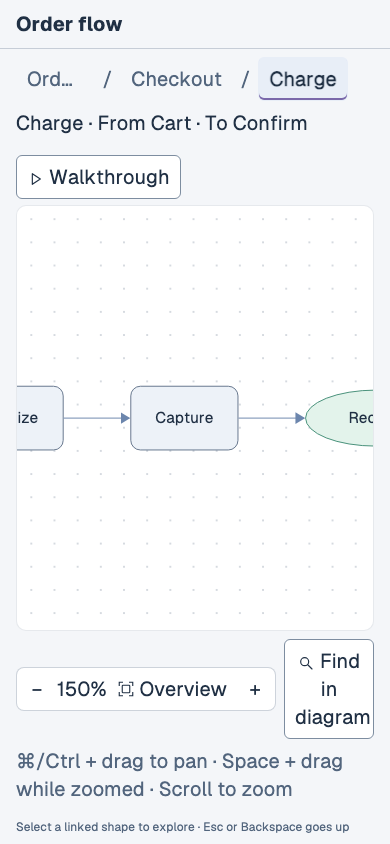 Order flow
Ord… / Checkout / Charge
Charge · From Cart · To Confirm
Walkthrough
ize
Capture
Rec
− 150% Overview +
Find
in
diagram
⌘/Ctrl + drag to pan · Space + drag
while zoomed · Scroll to zoom
Select a linked shape to explore · Esc or Backspace goes up